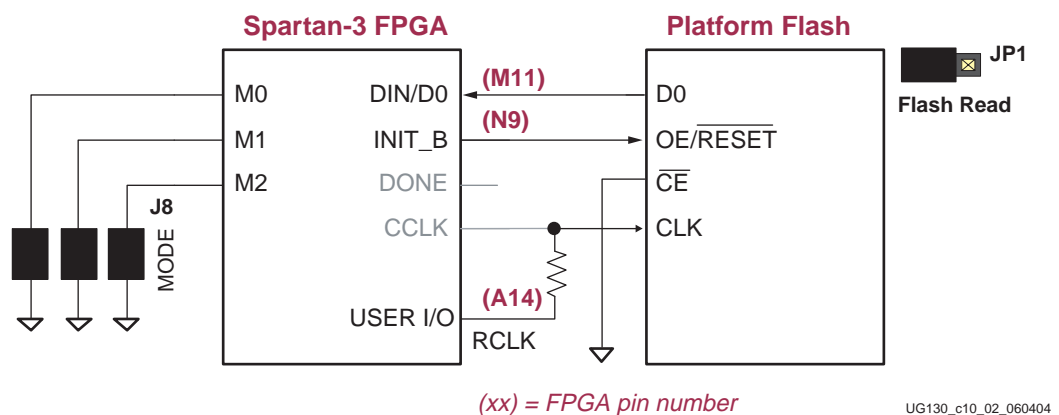 Spartan-3 FPGA
Platform Flash
JP1
Flash Read
M0
DIN/D0
(M11)
D0
M1
INIT_B
(N9)
OE/RESET
M2
DONE
CE
J8
MODE
CCLK
CLK
USER I/O
(A14)
RCLK
(xx) = FPGA pin number
UG130_c10_02_060404